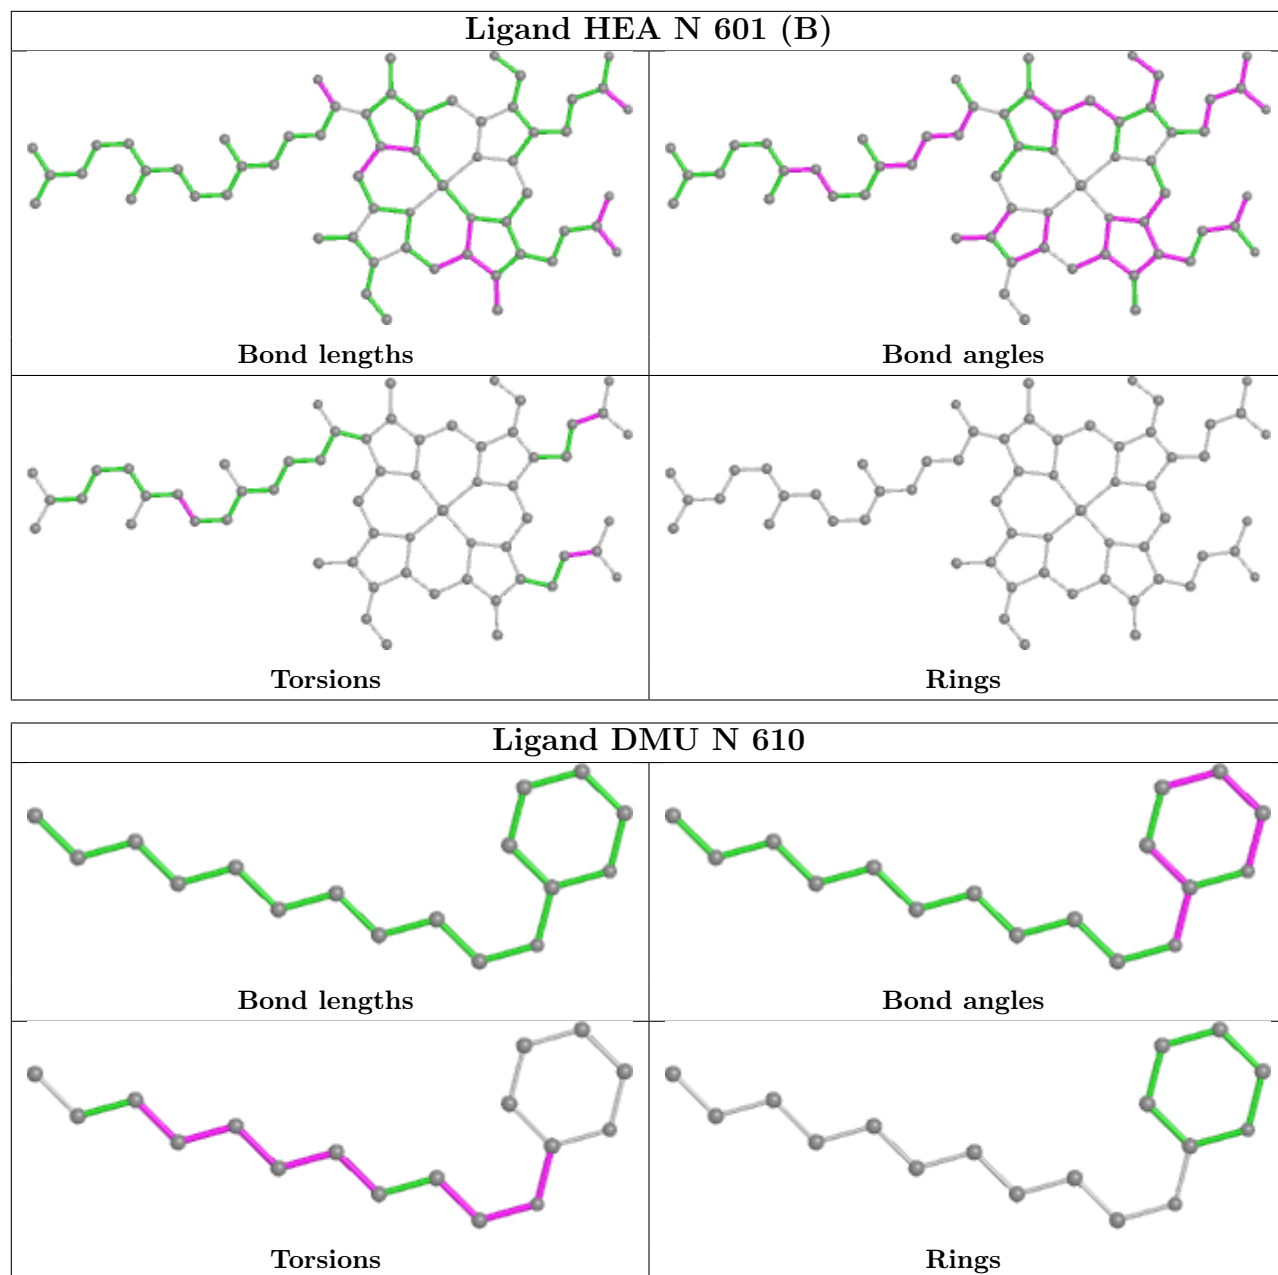 Ligand HEA N 601 (B)
Bond lengths
Bond angles
Torsions
Rings
Ligand DMU N 610
Bond lengths
Bond angles
Torsions
Rings